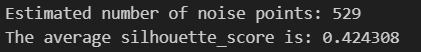 Estimated number of noise points: 529
The average silhouette_score is: 0.424308